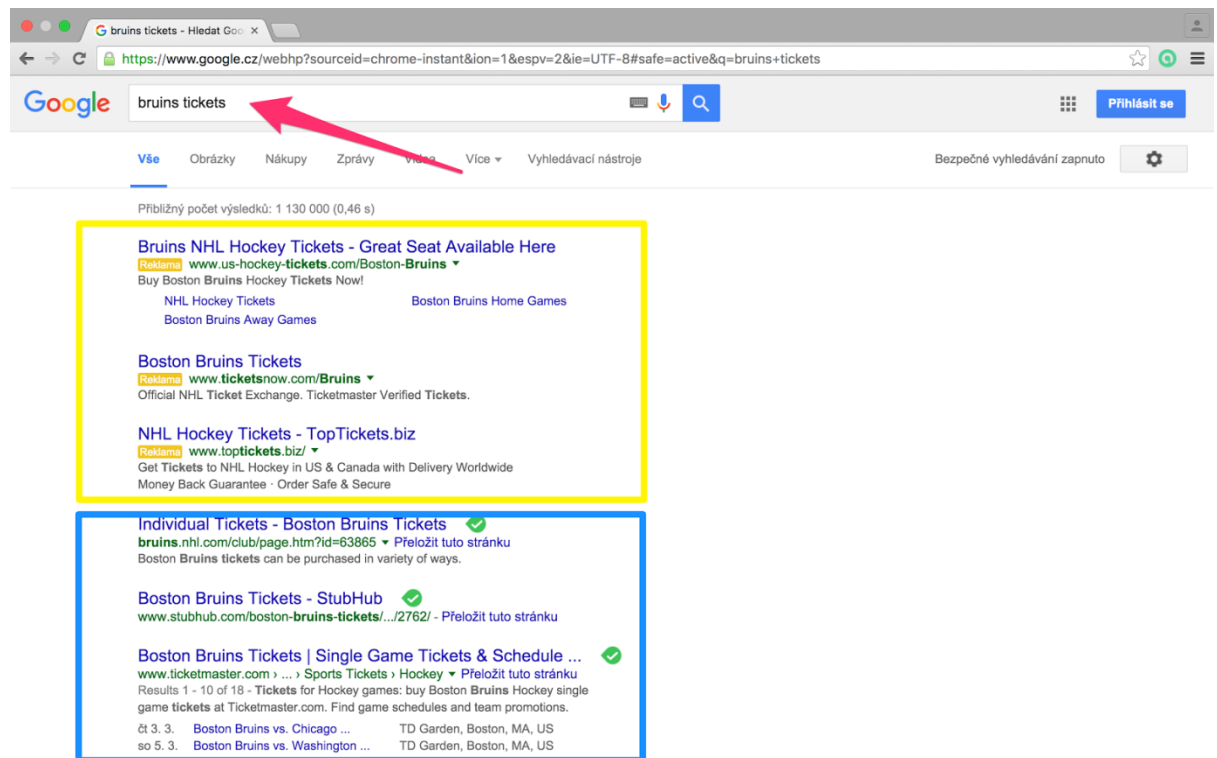 bruins tickets - Hledat Goo
https://www.google.cz/webhp?sourceid=chrome-instant&ion=1&espv=2&ie=UTF-8#safe=active&q=bruins+tickets
Google
bruins tickets
Přihlásit se
Vše Obrázky Nákupy Zprávy Videa Více Vyhledávací nástroje Bezpečné vyhledávání zapnuto
Přibližný počet výsledků: 1 130 000 (0,46 s)
Bruins NHL Hockey Tickets - Great Seat Available Here
Reklama www.us-hockey-tickets.com/Boston-Bruins
Buy Boston Bruins Hockey Tickets Now!
NHL Hockey Tickets Boston Bruins Home Games
Boston Bruins Away Games
Boston Bruins Tickets
Reklama www.ticketsnow.com/Bruins
Official NHL Ticket Exchange. Ticketmaster Verified Tickets.
NHL Hockey Tickets - TopTickets.biz
Reklama www.toptickets.biz/
Get Tickets to NHL Hockey in US & Canada with Delivery Worldwide
Money Back Guarantee · Order Safe & Secure
Individual Tickets - Boston Bruins Tickets
bruins.nhl.com/club/page.htm?id=63865 Přeložit tuto stránku
Boston Bruins tickets can be purchased in variety of ways.
Boston Bruins Tickets - StubHub
www.stubhub.com/boston-bruins-tickets/.../2762/ - Přeložit tuto stránku
Boston Bruins Tickets | Single Game Tickets & Schedule ...
www.ticketmaster.com › ... › Sports Tickets › Hockey Přeložit tuto stránku
Results 1 - 10 of 18 - Tickets for Hockey games: buy Boston Bruins Hockey single
game tickets at Ticketmaster.com. Find game schedules and team promotions.
čt 3. 3. Boston Bruins vs. Chicago ... TD Garden, Boston, MA, US
so 5. 3. Boston Bruins vs. Washington ... TD Garden, Boston, MA, US